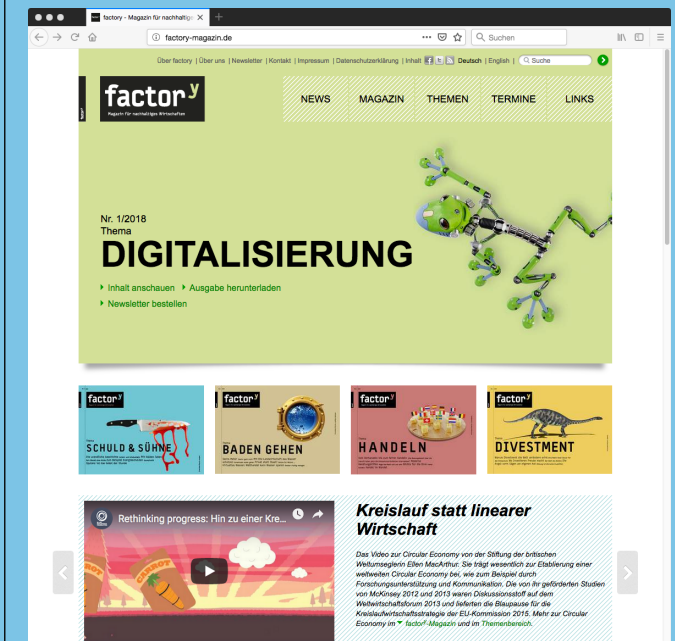 factory - Magazin für nachhaltige
factory-magazin.de
Suchen
Über factory | Über uns | Newsletter | Kontakt | Impressum | Datenschutzerklärung | Inhalt Deutsch | English | Suche
factory
Magazin für nachhaltiges Wirtschaften
NEWS MAGAZIN THEMEN TERMINE LINKS
Nr. 1/2018
Thema
DIGITALISIERUNG
Inhalt anschauen Ausgabe herunterladen
Newsletter bestellen
factory
SCHULD & SÜHNE
factory
BADEN GEHEN
factory
HANDELN
factory
DIVESTMENT
Rethinking progress: Hin zu einer Kre...
CARROT
Kreislauf statt linearer
Wirtschaft
Das Video zur Circular Economy von der Stiftung der britischen
Weltumseglerin Ellen MacArthur. Sie trägt wesentlich zur Etablierung einer
weltweiten Circular Economy bei, wie zum Beispiel durch
Forschungsunterstützung und Kommunikation. Die von ihr geförderten Studien
von McKinsey 2012 und 2013 waren Diskussionsstoff auf dem
Weltwirtschaftsforum 2013 und lieferten die Blaupause für die
Kreislaufwirtschaftsstrategie der EU-Kommission 2015. Mehr zur Circular
Economy im factory-Magazin und im Themenbereich.